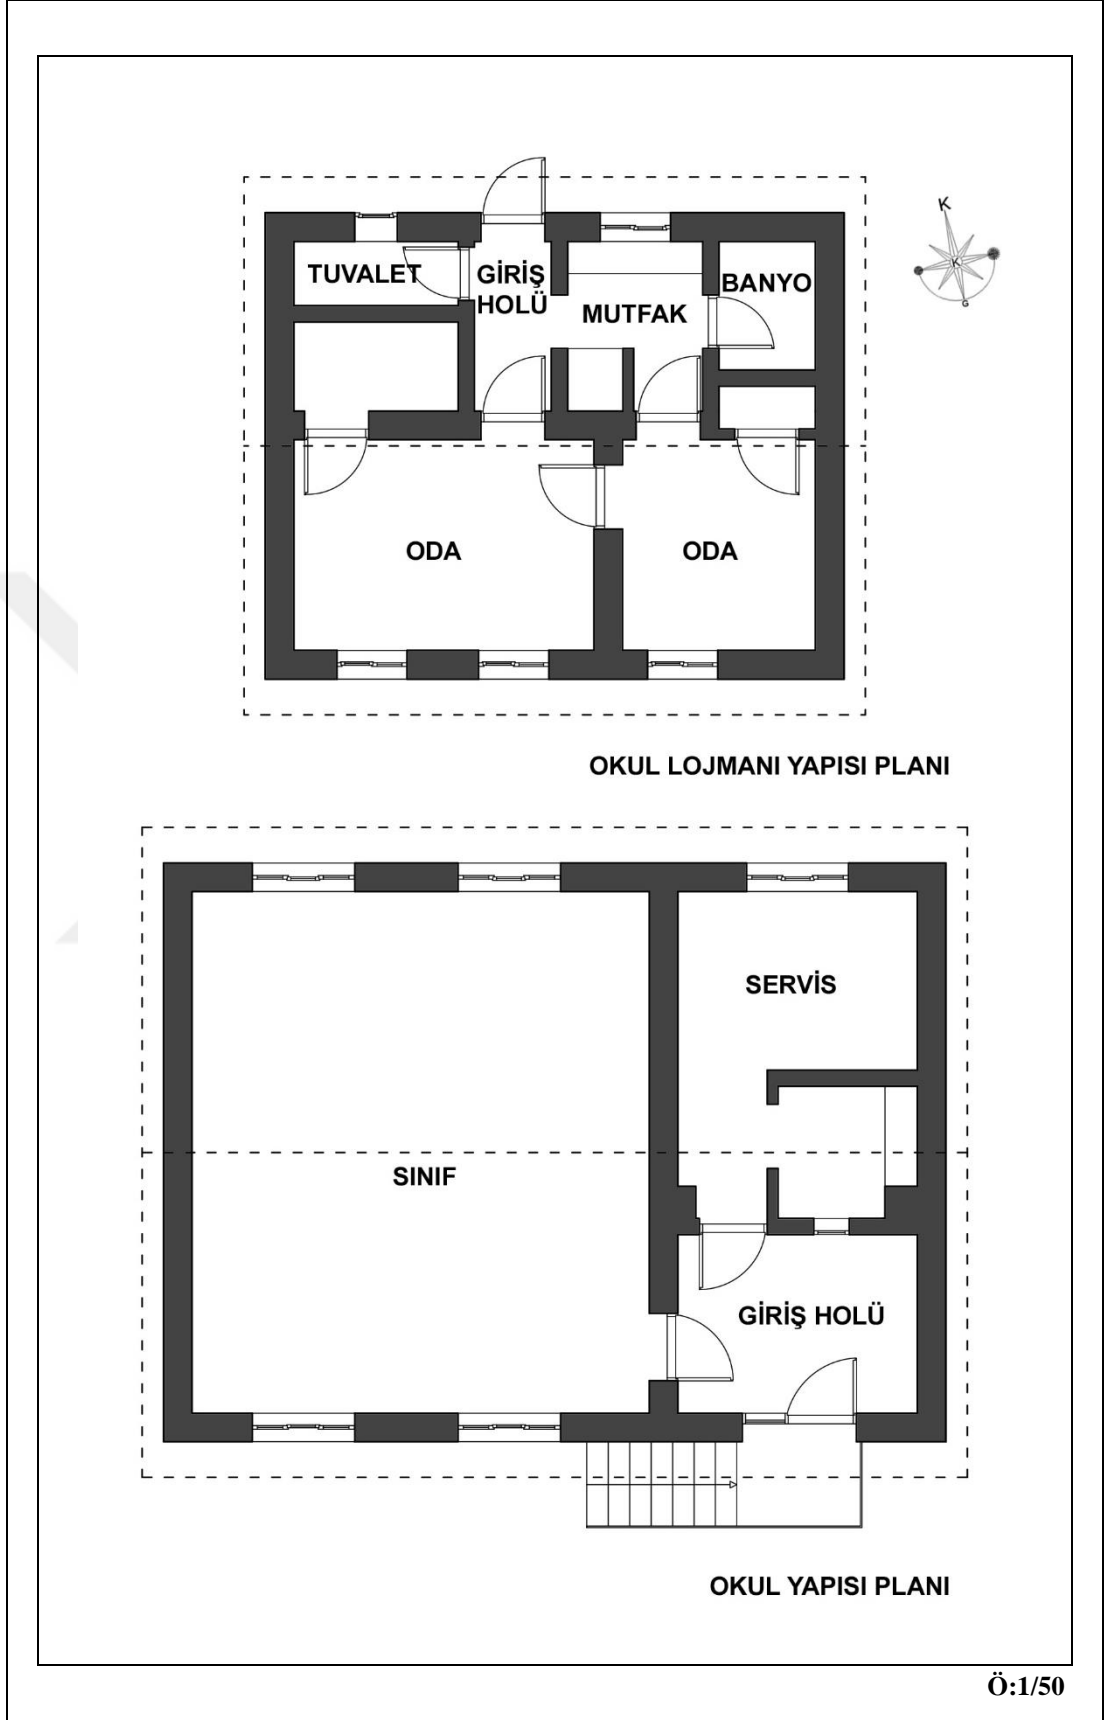 K
TUVALET
GİRİŞ
HOLÜ
BANYO
MUTFAK
K
G
ODA
ODA
OKUL LOJMANI YAPISI PLANI
SERVİS
SINIF
GİRİŞ HOLÜ
OKUL YAPISI PLANI
Ö:1/50